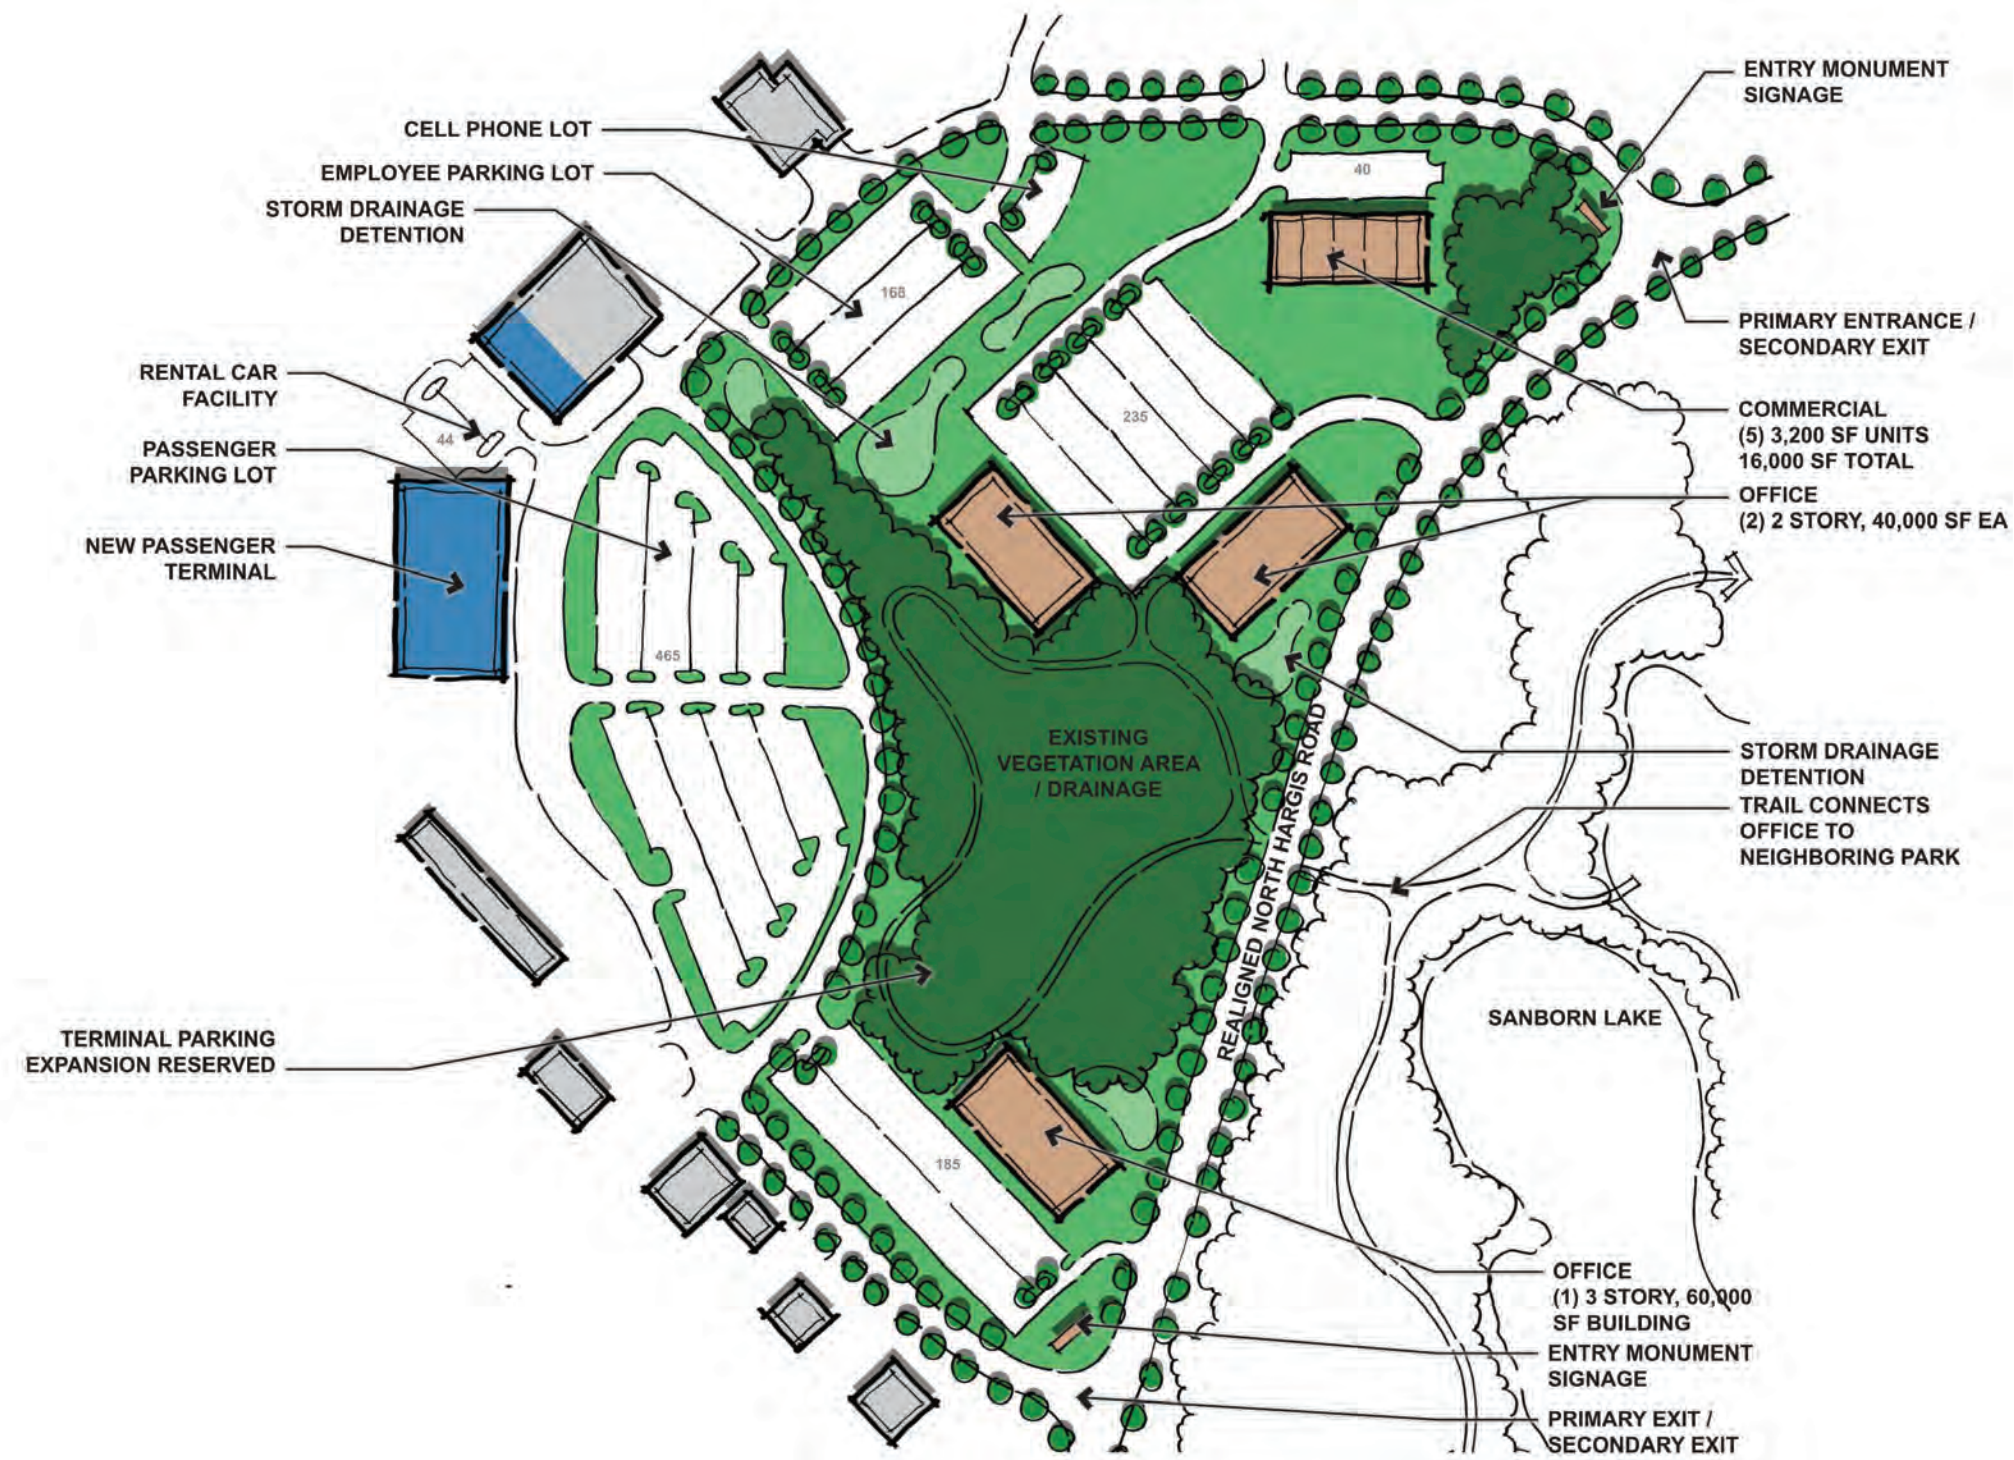 ENTRY MONUMENT
SIGNAGE
CELL PHONE LOT
EMPLOYEE PARKING LOT
STORM DRAINAGE
DETENTION
40
168
PRIMARY ENTRANCE /
SECONDARY EXIT
RENTAL CAR
FACILITY
44
235
COMMERCIAL
(5) 3,200 SF UNITS
16,000 SF TOTAL
PASSENGER
PARKING LOT
OFFICE
(2) 2 STORY, 40,000 SF EA
NEW PASSENGER
TERMINAL
465
EXISTING
VEGETATION AREA
/ DRAINAGE
REALIGNED NORTH HARGIS ROAD
STORM DRAINAGE
DETENTION
TRAIL CONNECTS
OFFICE TO
NEIGHBORING PARK
SANBORN LAKE
TERMINAL PARKING
EXPANSION RESERVED
185
OFFICE
(1) 3 STORY, 60,000
SF BUILDING
ENTRY MONUMENT
SIGNAGE
PRIMARY EXIT /
SECONDARY EXIT